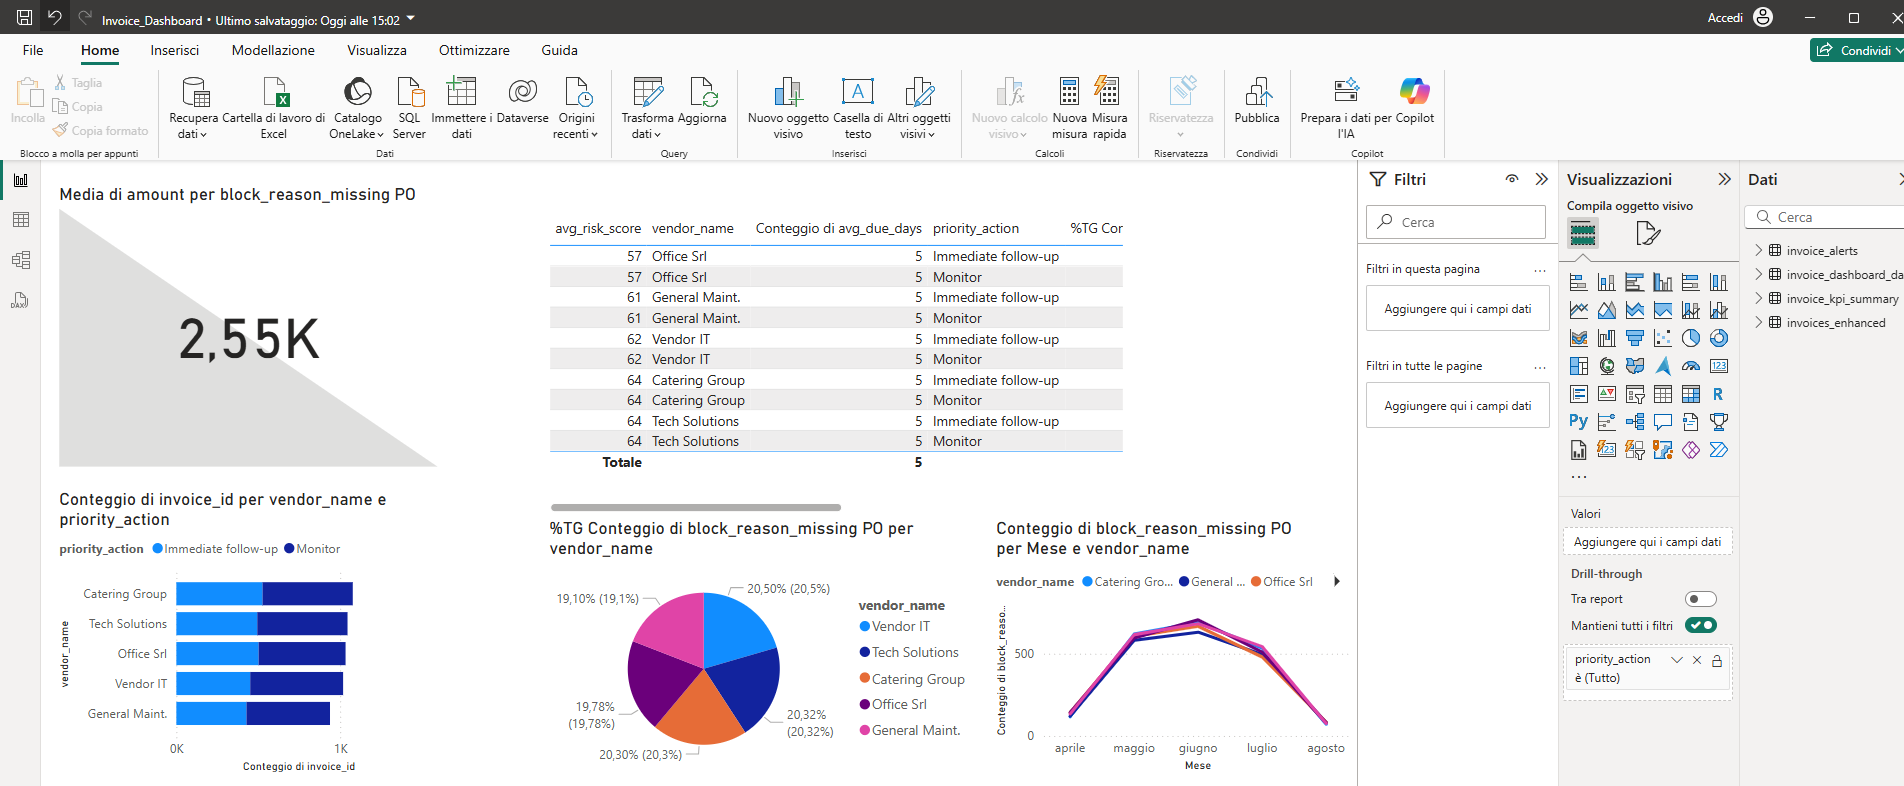 Invoice_Dashboard • Ultimo salvataggio: Oggi alle 15:02
Accedi
File Home Inserisci Modellazione Visualizza Ottimizzare Guida
Condividi
Incolla
Taglia
Copia
Copia formato
Blocco a molla per appunti
Recupera dati
Cartella di lavoro di Excel
Catalogo OneLake
SQL Server
Immettere i dati
Dataverse
Origini recenti
Dati
Trasforma dati
Aggiorna
Query
Nuovo oggetto visivo
Casella di testo
Altri oggetti visivi
Inserisci
Nuovo calcolo visivo
Nuova misura
Misura rapida
Calcoli
Riservatezza
Riservatezza
Pubblica
Condividi
Prepara i dati per l'IA
Copilot
Copilot
DAX
Media di amount per block_reason_missing PO
2,55K
avg_risk_score vendor_name Conteggio di avg_due_days priority_action %TG Cor
57 Office Srl 5 Immediate follow-up
57 Office Srl 5 Monitor
61 General Maint. 5 Immediate follow-up
61 General Maint. 5 Monitor
62 Vendor IT 5 Immediate follow-up
62 Vendor IT 5 Monitor
64 Catering Group 5 Immediate follow-up
64 Catering Group 5 Monitor
64 Tech Solutions 5 Immediate follow-up
64 Tech Solutions 5 Monitor
Totale 5
Conteggio di invoice_id per vendor_name e
priority_action
priority_action Immediate follow-up Monitor
vendor_name
Catering Group
Tech Solutions
Office Srl
Vendor IT
General Maint.
0K 1K
Conteggio di invoice_id
%TG Conteggio di block_reason_missing PO per
vendor_name
20,50% (20,5%)
19,10% (19,1%)
19,78%
(19,78%)
20,32%
(20,32%)
20,30% (20,3%)
vendor_name
Vendor IT
Tech Solutions
Catering Group
Office Srl
General Maint.
Conteggio di block_reason_missing PO
per Mese e vendor_name
vendor_name Catering Gro... General ... Office Srl
Conteggio di block_reaso...
500
0
aprile maggio giugno luglio agosto
Mese
Filtri
Cerca
Filtri in questa pagina ...
Aggiungere qui i campi dati
Filtri in tutte le pagine ...
Aggiungere qui i campi dati
Visualizzazioni
Compila oggetto visivo
123
R
Py
123
...
Valori
Aggiungere qui i campi dati
Drill-through
Tra report
Mantieni tutti i filtri
priority_action
è (Tutto)
Dati
Cerca
invoice_alerts
invoice_dashboard_da
invoice_kpi_summary
invoices_enhanced